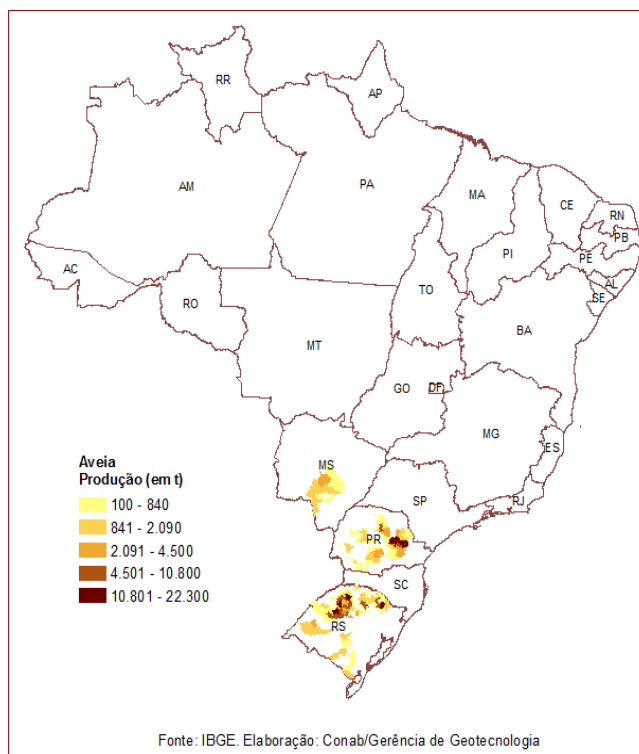 RR
AP
AM
PA
MA
CE
RN
PB
PI
PE
AC
AL
SE
TO
RO
BA
MT
GO
DF
MG
ES
MS
SP
RJ
PR
SC
RS
Aveia
Produção (em t)
100 - 840
841 - 2.090
2.091 - 4.500
4.501 - 10.800
10.801 - 22.300
Fonte: IBGE. Elaboração: Conab/Gerência de Geotecnologia